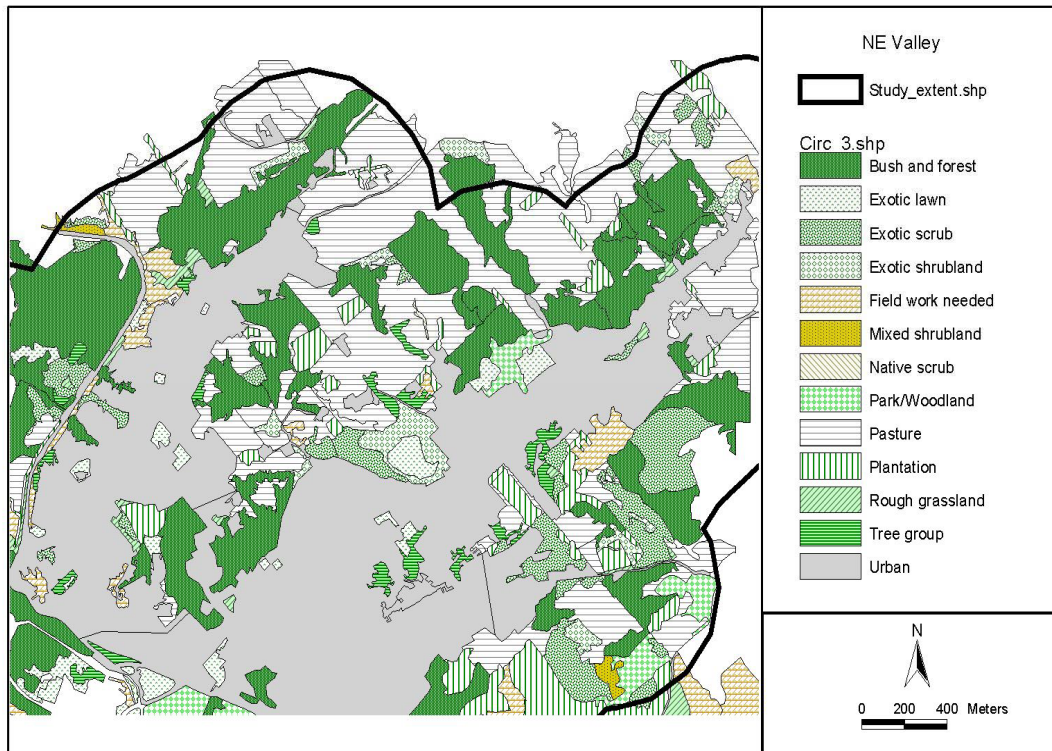 NE Valley
Study_extent.shp
Circ_3.shp
Bush and forest
Exotic lawn
Exotic scrub
Exotic shrubland
Field work needed
Mixed shrubland
Native scrub
Park/Woodland
Pasture
Plantation
Rough grassland
Tree group
Urban
N
0 200 400 Meters